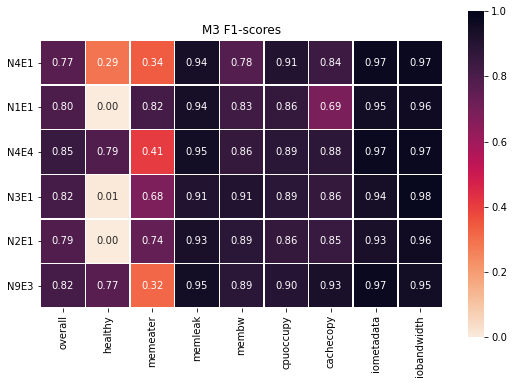 M3 F1-scores
1.0
N4E1 0.77 0.29 0.34 0.94 0.78 0.91 0.84 0.97 0.97
0.8
N1E1 0.80 0.00 0.82 0.94 0.83 0.86 0.69 0.95 0.96
N4E4 0.85 0.79 0.41 0.95 0.86 0.89 0.88 0.97 0.97
0.6
N3E1 0.82 0.01 0.68 0.91 0.91 0.89 0.86 0.94 0.98
0.4
N2E1 0.79 0.00 0.74 0.93 0.89 0.86 0.85 0.93 0.96
0.2
N9E3 0.82 0.77 0.32 0.95 0.89 0.90 0.93 0.97 0.95
0.0
overall healthy memeater memleak membw cpuoccupy cachecopy iometadata iobandwidth